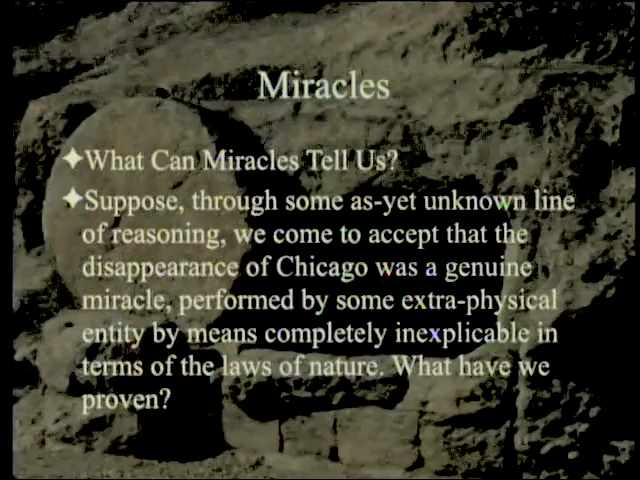 Miracles
✦What Can Miracles Tell Us?
✦Suppose, through some as-yet unknown line
of reasoning, we come to accept that the
disappearance of Chicago was a genuine
miracle, performed by some extra-physical
entity by means completely inexplicable in
terms of the laws of nature. What have we
proven?